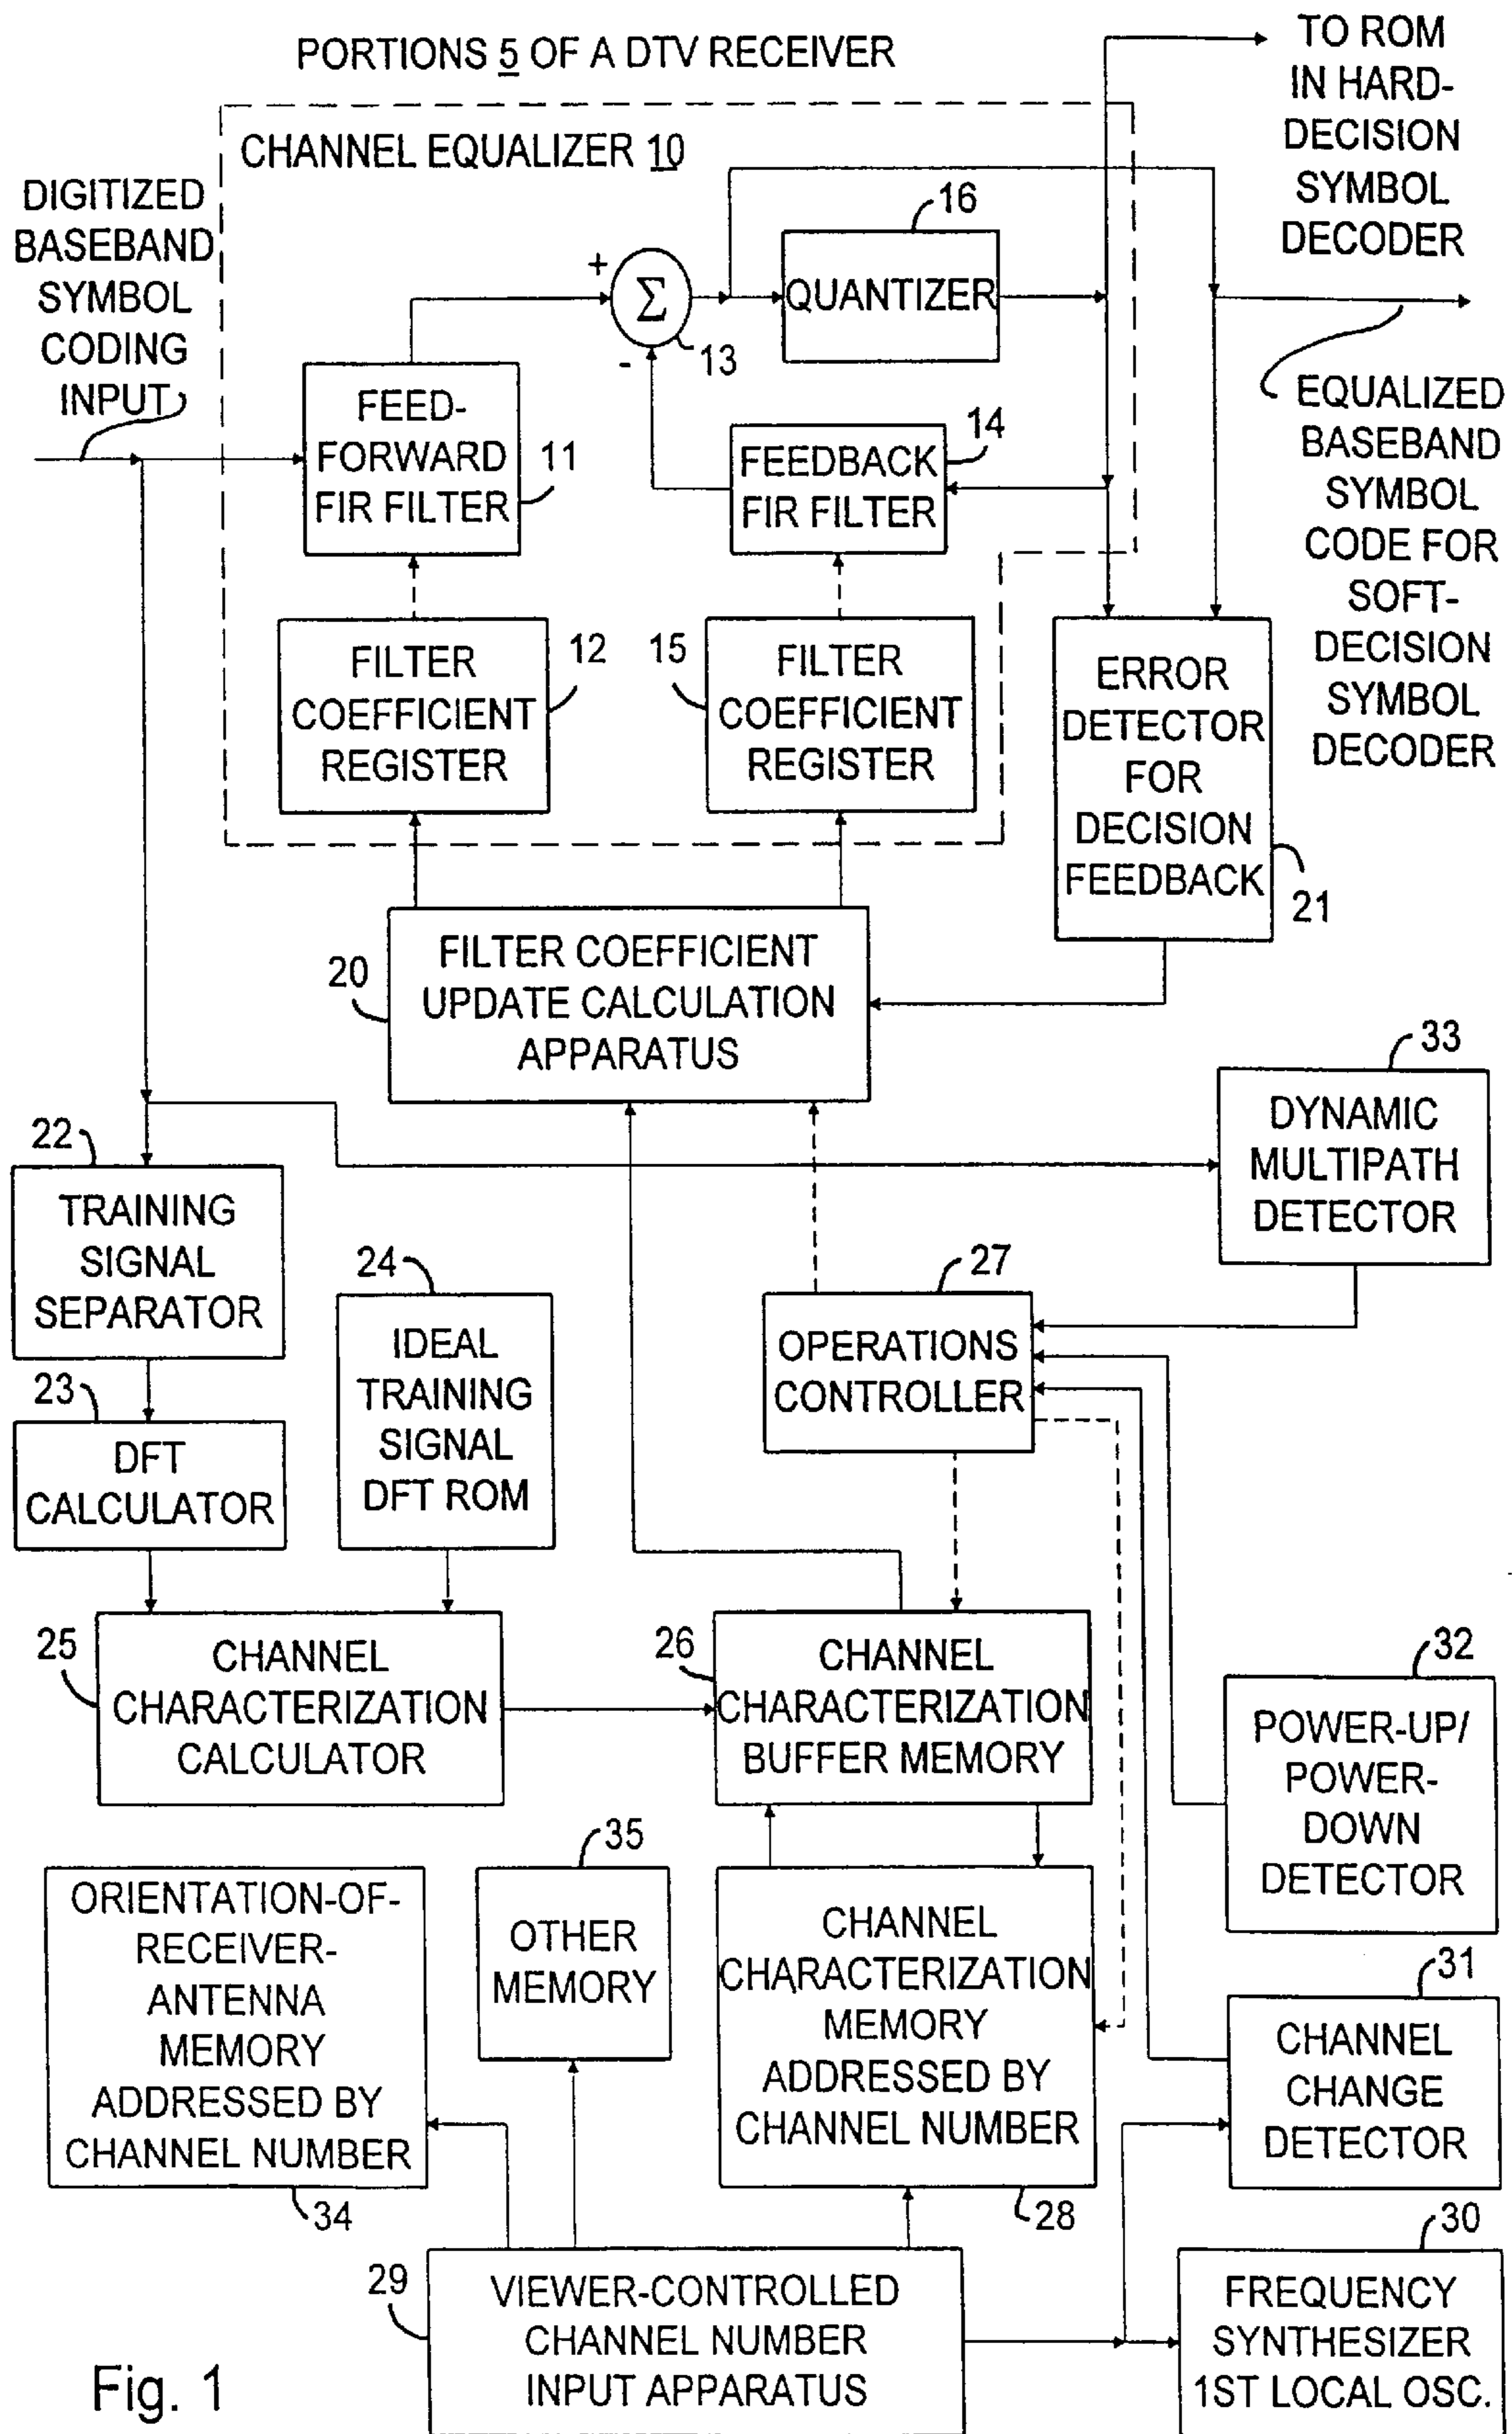 PORTIONS 5 OF A DTV RECEIVER
TO ROM
IN HARD-
DECISION
SYMBOL
DECODER
CHANNEL EQUALIZER 10
DIGITIZED
BASEBAND
SYMBOL
CODING
INPUT
+
Σ
-
13
16
QUANTIZER
FEED-
FORWARD
FIR FILTER
11
14
FEEDBACK
FIR FILTER
EQUALIZED
BASEBAND
SYMBOL
CODE FOR
SOFT-
DECISION
SYMBOL
DECODER
FILTER
COEFFICIENT
REGISTER
12
15
FILTER
COEFFICIENT
REGISTER
ERROR
DETECTOR
FOR
DECISION
FEEDBACK
21
20
FILTER COEFFICIENT
UPDATE CALCULATION
APPARATUS
33
DYNAMIC
MULTIPATH
DETECTOR
22
TRAINING
SIGNAL
SEPARATOR
24
IDEAL
TRAINING
SIGNAL
DFT ROM
27
OPERATIONS
CONTROLLER
23
DFT
CALCULATOR
25
CHANNEL
CHARACTERIZATION
CALCULATOR
26
CHANNEL
CHARACTERIZATION
BUFFER MEMORY
32
POWER-UP/
POWER-
DOWN
DETECTOR
35
OTHER
MEMORY
ORIENTATION-OF-
RECEIVER-
ANTENNA
MEMORY
ADDRESSED BY
CHANNEL NUMBER
34
CHANNEL
CHARACTERIZATION
MEMORY
ADDRESSED BY
CHANNEL NUMBER
28
31
CHANNEL
CHANGE
DETECTOR
29
VIEWER-CONTROLLED
CHANNEL NUMBER
INPUT APPARATUS
30
FREQUENCY
SYNTHESIZER
1ST LOCAL OSC.
Fig. 1